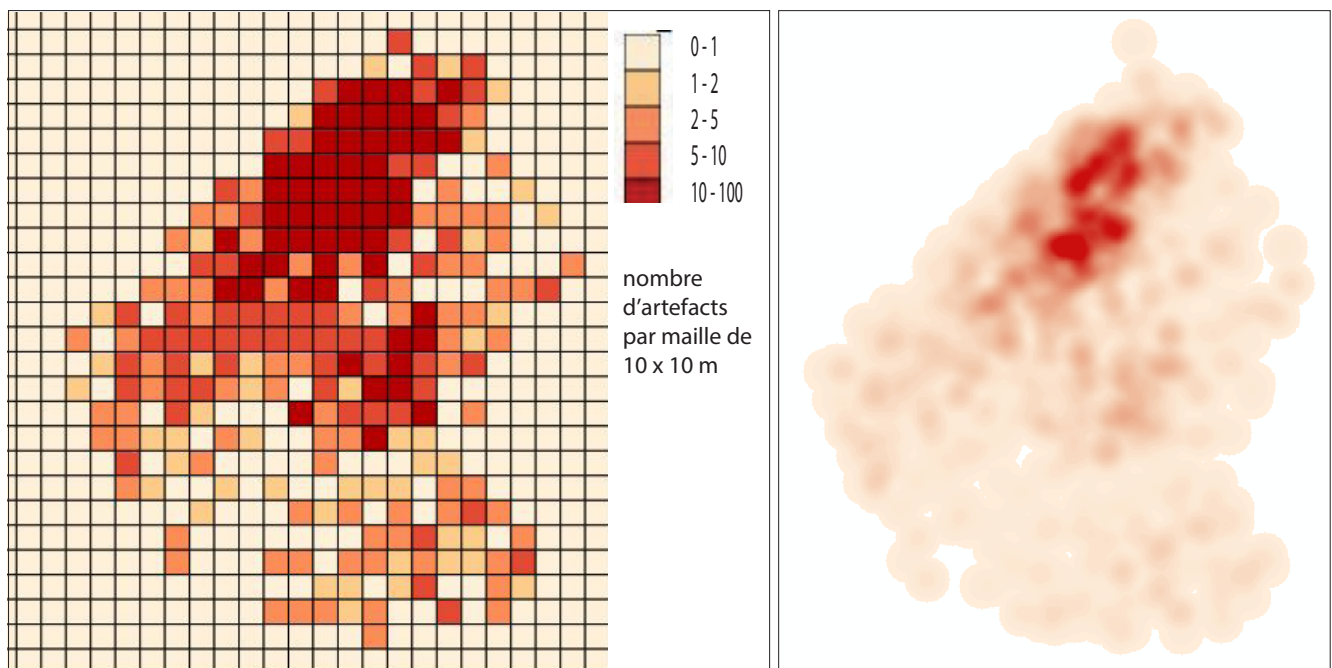 0 - 1
1 - 2
2 - 5
5 - 10
10 - 100
nombre
d’artefacts
par maille de
10 x 10 m